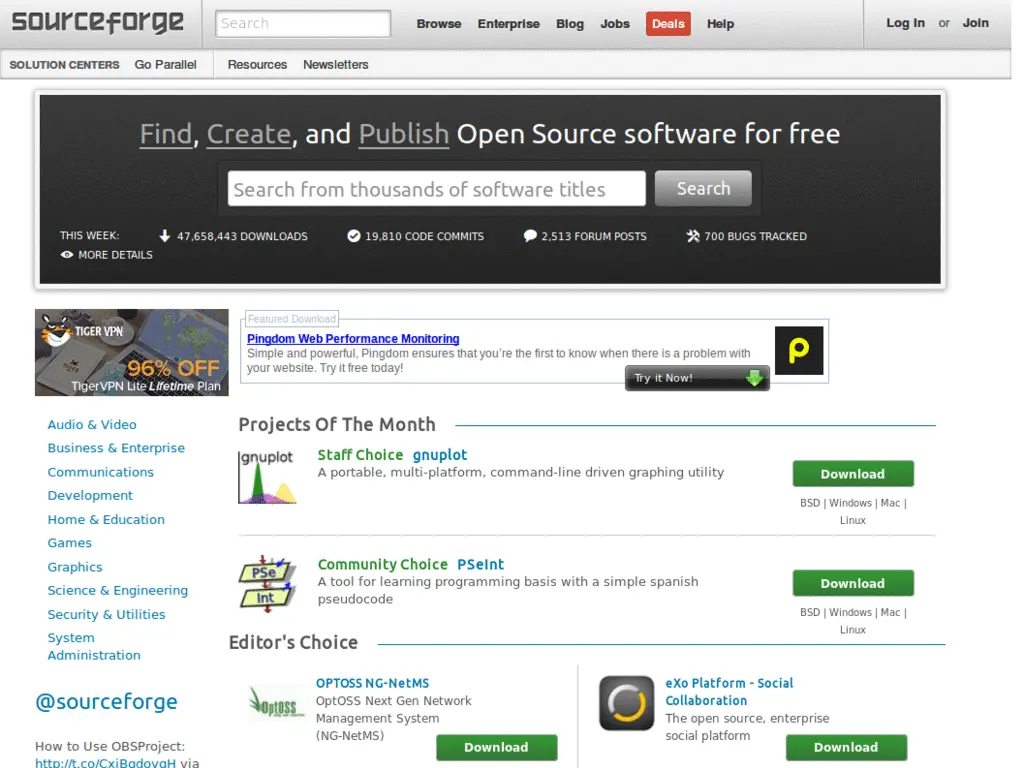 sourceforge
Search
Browse Enterprise Blog Jobs Deals Help
Log In or Join
SOLUTION CENTERS Go Parallel Resources Newsletters
Find, Create, and Publish Open Source software for free
Search from thousands of software titles
Search
THIS WEEK: 47,658,443 DOWNLOADS 19,810 CODE COMMITS 2,513 FORUM POSTS 700 BUGS TRACKED
MORE DETAILS
TIGER VPN
96% OFF
TigerVPN Lite Lifetime Plan
Featured Download
Pingdom Web Performance Monitoring
Simple and powerful, Pingdom ensures that you're the first to know when there is a problem with
your website. Try it free today!
Try it Now!
Audio & Video
Business & Enterprise
Communications
Development
Home & Education
Games
Graphics
Science & Engineering
Security & Utilities
System
Administration
@sourceforge
How to Use OBSProject:
http://t.co/CxjBqdovqH via
Projects Of The Month
gnuplot
Staff Choice gnuplot
A portable, multi-platform, command-line driven graphing utility
Download
BSD | Windows | Mac |
Linux
PSe
Int
Community Choice PSeInt
A tool for learning programming basis with a simple spanish
pseudocode
Download
BSD | Windows | Mac |
Linux
Editor's Choice
OptOSS
OPTOSS NG-NetMS
OptOSS Next Gen Network
Management System
(NG-NetMS)
Download
eXo Platform - Social
Collaboration
The open source, enterprise
social platform
Download